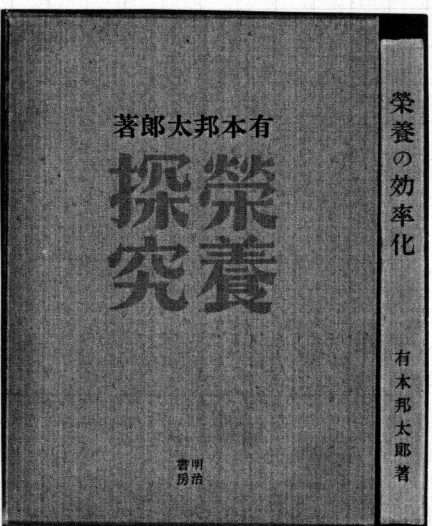 著郎太邦本有
榮養
探究
明治
書房
榮養の効率化
有本邦太郎著